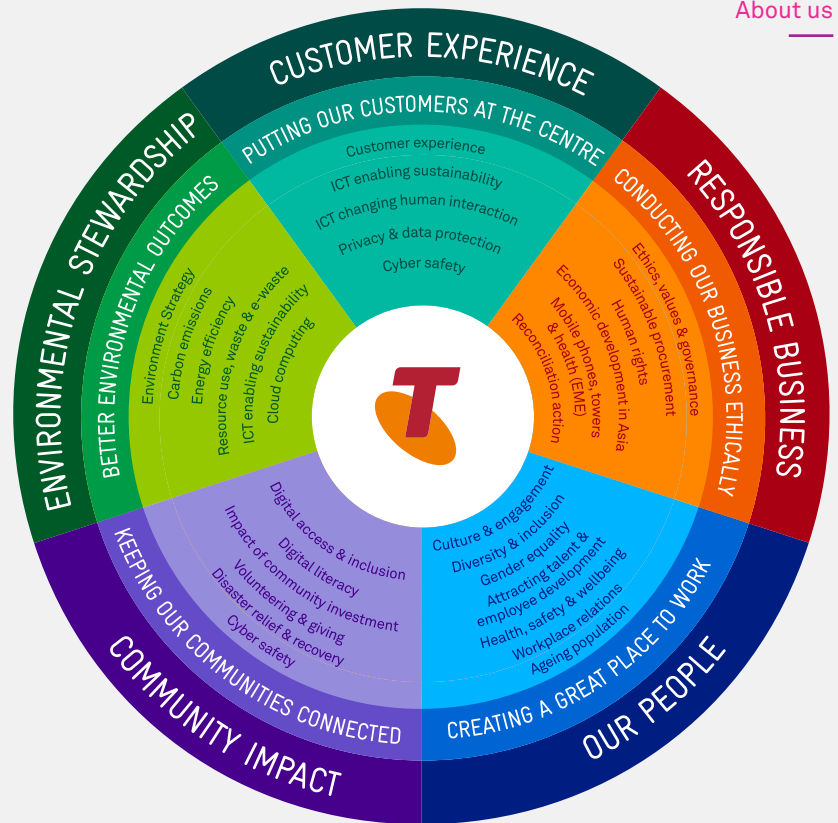 About us
CUSTOMER EXPERIENCE
PUTTING OUR CUSTOMERS AT THE CENTRE
Customer experience
ICT enabling sustainability
ICT changing human interaction
Privacy & data protection
Cyber safety
RESPONSIBLE BUSINESS
CONDUCTING OUR BUSINESS ETHICALLY
Ethics, values & governance
Sustainable procurement
Human rights
Economic development in Asia
Mobile phones, towers
& health (EME)
Reconciliation action
OUR PEOPLE
CREATING A GREAT PLACE TO WORK
Culture & engagement
Diversity & inclusion
Gender equality
Attracting talent &
employee development
Health, safety & wellbeing
Workplace relations
Ageing population
COMMUNITY IMPACT
KEEPING OUR COMMUNITIES CONNECTED
Digital access & inclusion
Digital literacy
Impact of community investment
Volunteering & giving
Disaster relief & recovery
Cyber safety
ENVIRONMENTAL STEWARDSHIP
BETTER ENVIRONMENTAL OUTCOMES
Environment Strategy
Carbon emissions
Energy efficiency
Resource use, waste & e-waste
ICT enabling sustainability
Cloud computing
T